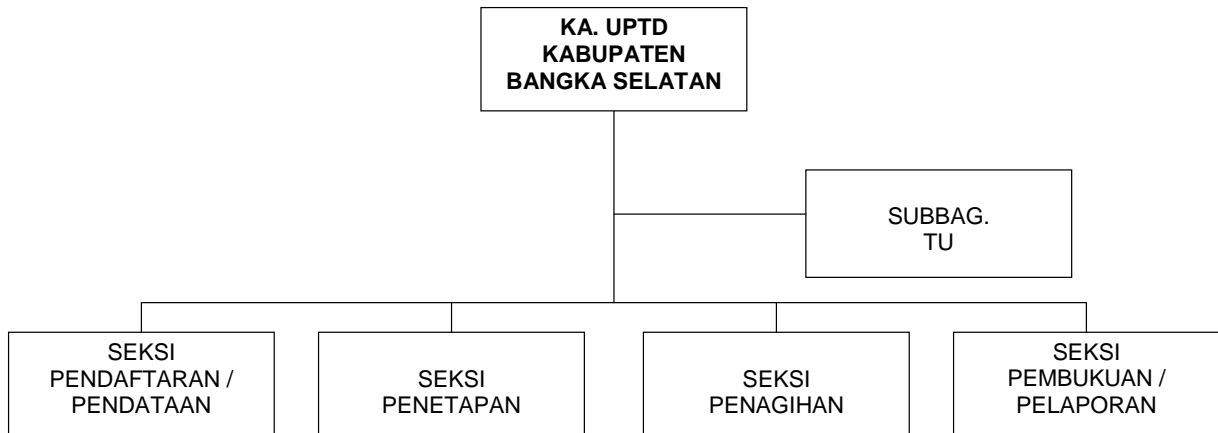 KA. UPTD
KABUPATEN
BANGKA SELATAN
SUBBAG.
TU
SEKSI
PENDAFTARAN /
PENDATAAN
SEKSI
PENETAPAN
SEKSI
PENAGIHAN
SEKSI
PEMBUKUAN /
PELAPORAN